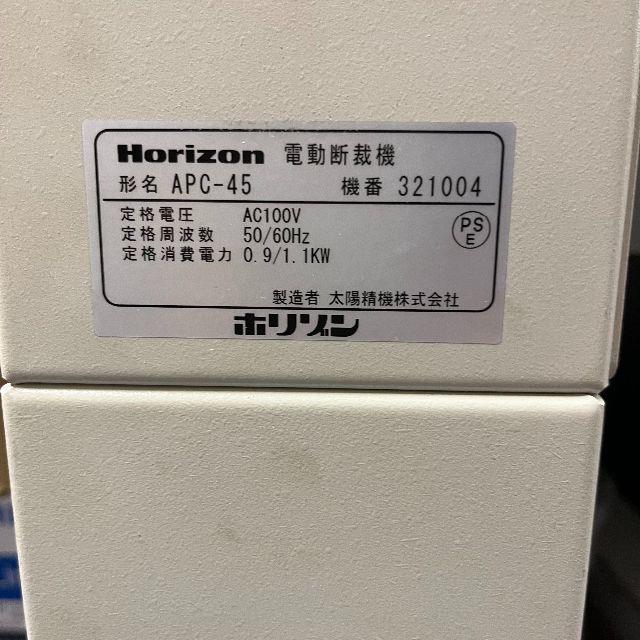 Horizon 電動断裁機
形名 APC-45 機番 321004
定格電圧 AC100V
定格周波数 50/60Hz
定格消費電力 0.9/1.1KW
PS
E
製造者 太陽精機株式会社
ホリゾン